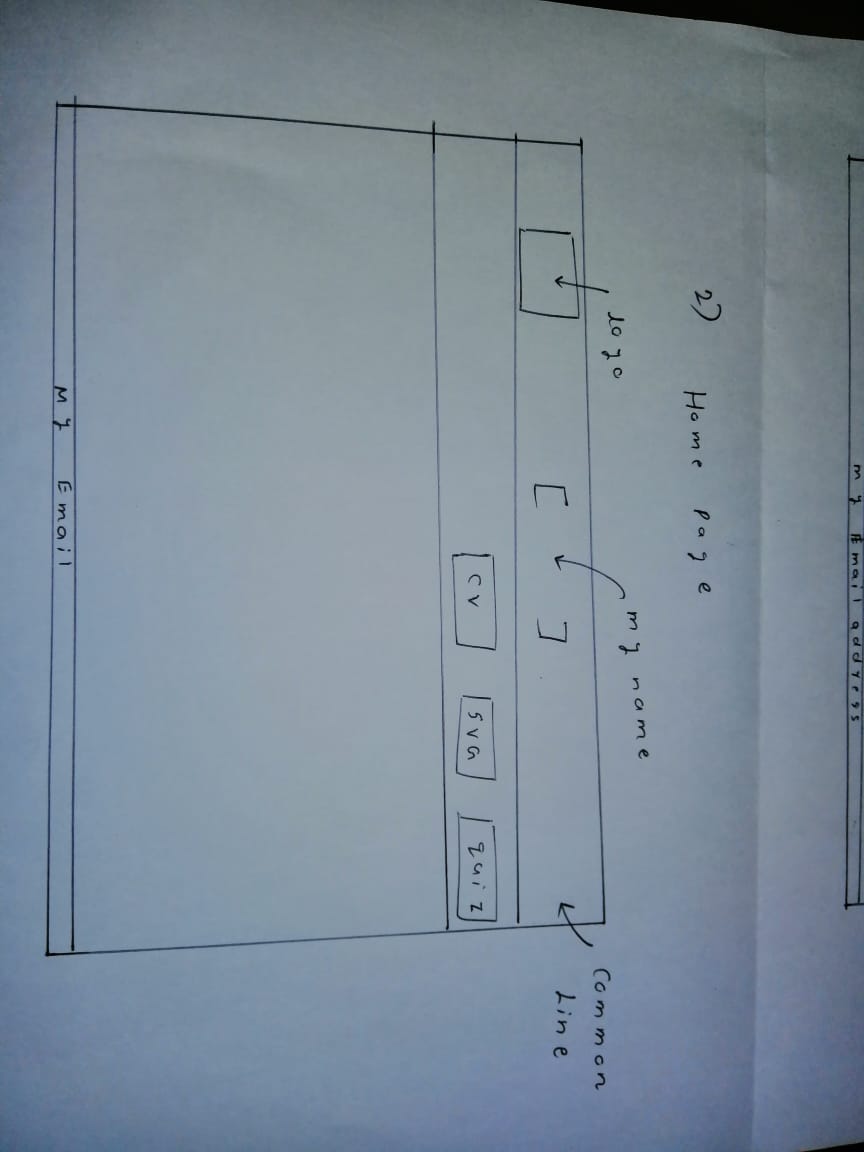 my Email address
2) Home page
logo
my name
Common
Line
[ ]
CV
SVG
quiz
My Email